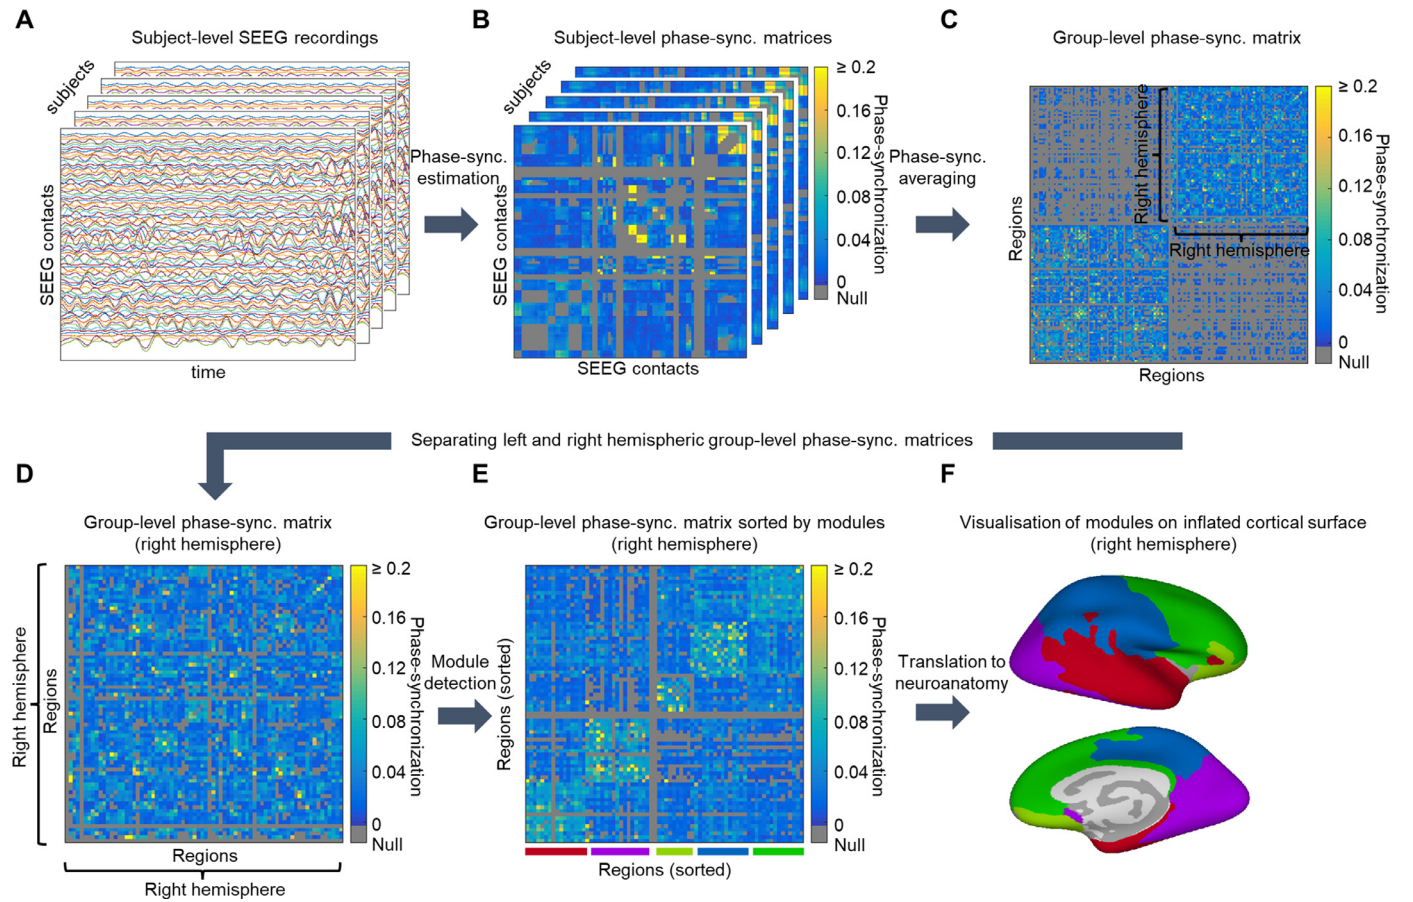 A
Subject-level SEEG recordings
subjects
SEEG contacts
time
Phase-sync.
estimation
B
Subject-level phase-sync. matrices
subjects
SEEG contacts
SEEG contacts
≥ 0.2
0.16
0.12
0.08
0.04
0
Null
Phase-synchronization
Phase-sync.
averaging
C
Group-level phase-sync. matrix
Right hemisphere
Right hemisphere
Regions
Regions
≥ 0.2
0.16
0.12
0.08
0.04
0
Null
Phase-synchronization
Separating left and right hemispheric group-level phase-sync. matrices
D
Group-level phase-sync. matrix
(right hemisphere)
Right hemisphere
Regions
Regions
Right hemisphere
≥ 0.2
0.16
0.12
0.08
0.04
0
Null
Phase-synchronization
Module
detection
E
Group-level phase-sync. matrix sorted by modules
(right hemisphere)
Regions (sorted)
Regions (sorted)
≥ 0.2
0.16
0.12
0.08
0.04
0
Null
Phase-synchronization
Translation to
neuroanatomy
F
Visualisation of modules on inflated cortical surface
(right hemisphere)